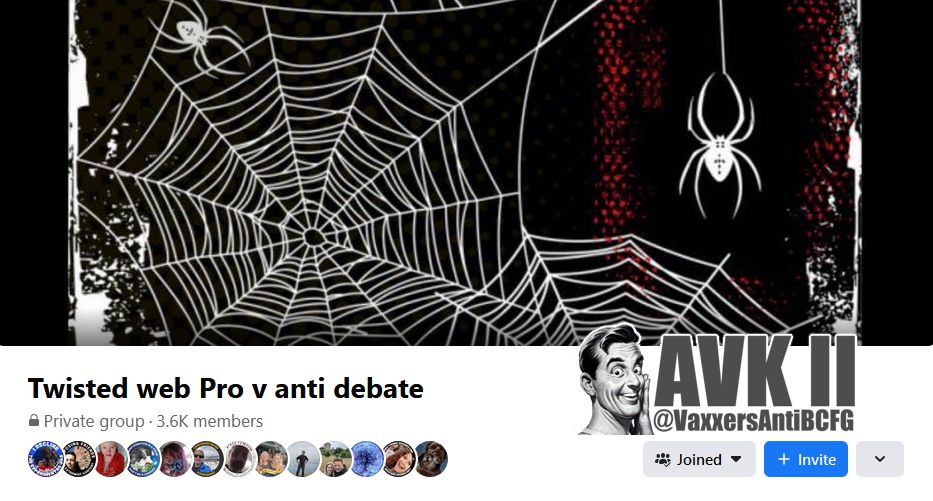 AVK II
@VaxxersAntiBCFG
Twisted web Pro v anti debate
Private group · 3.6K members
Joined
+ Invite